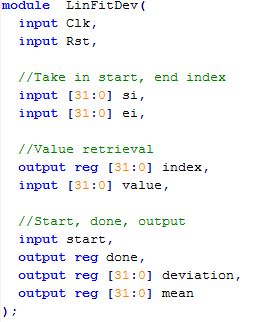 module  LinFitDev(
  input Clk,
  input Rst,

  //Take in start, end index
  input [31:0] si,
  input [31:0] ei,

  //Value retrieval
  output reg [31:0] index,
  input [31:0] value,

  //Start, done, output
  input start,
  output reg done,
  output reg [31:0] deviation,
  output reg [31:0] mean
);